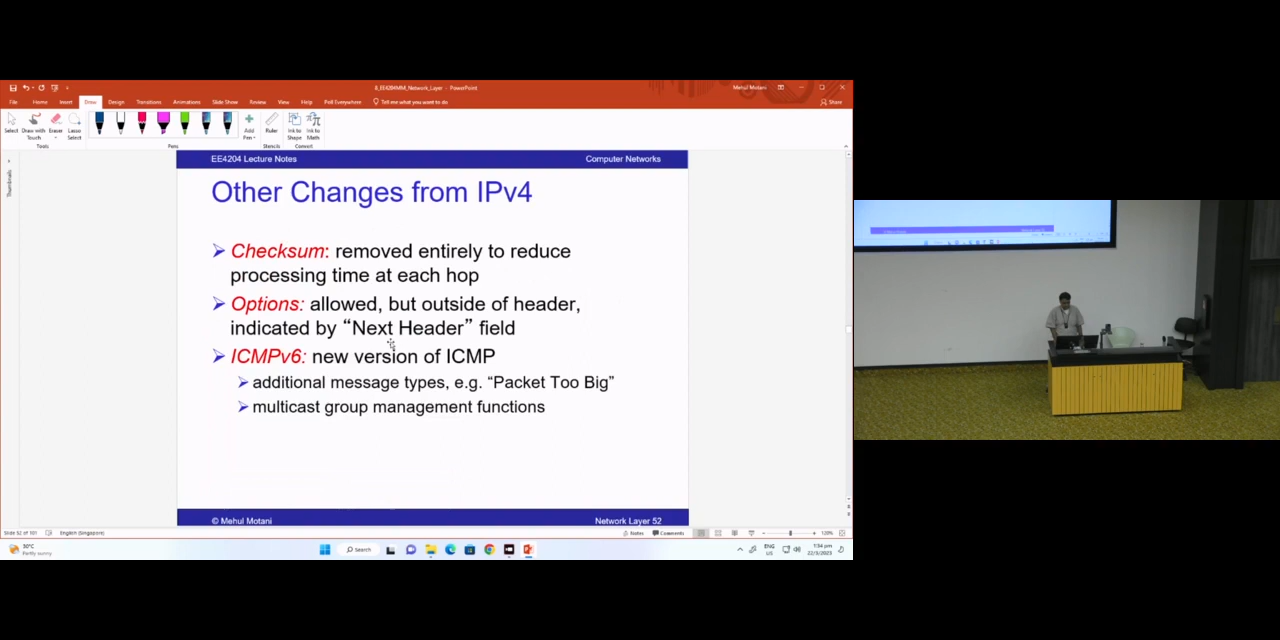 8_EE4204MM_Network_Layer - PowerPoint
Mehul Motani
File Home Insert Draw Design Transitions Animations Slide Show Review View Help Poll Everywhere Tell me what you want to do
Share
Select Draw with Touch Eraser Lasso Select Add Pen Ruler Ink to Shape Ink to Math
Tools Pens Stencils Convert
Thumbnails
EE4204 Lecture Notes Computer Networks
Other Changes from IPv4
Checksum: removed entirely to reduce
processing time at each hop
Options: allowed, but outside of header,
indicated by “Next Header” field
ICMPv6: new version of ICMP
additional message types, e.g. “Packet Too Big”
multicast group management functions
© Mehul Motani Network Layer 52
Slide 52 of 101 English (Singapore) Notes Comments 120%
30°C
Partly sunny
Search
ENG
US
1:34 pm
22/3/2023